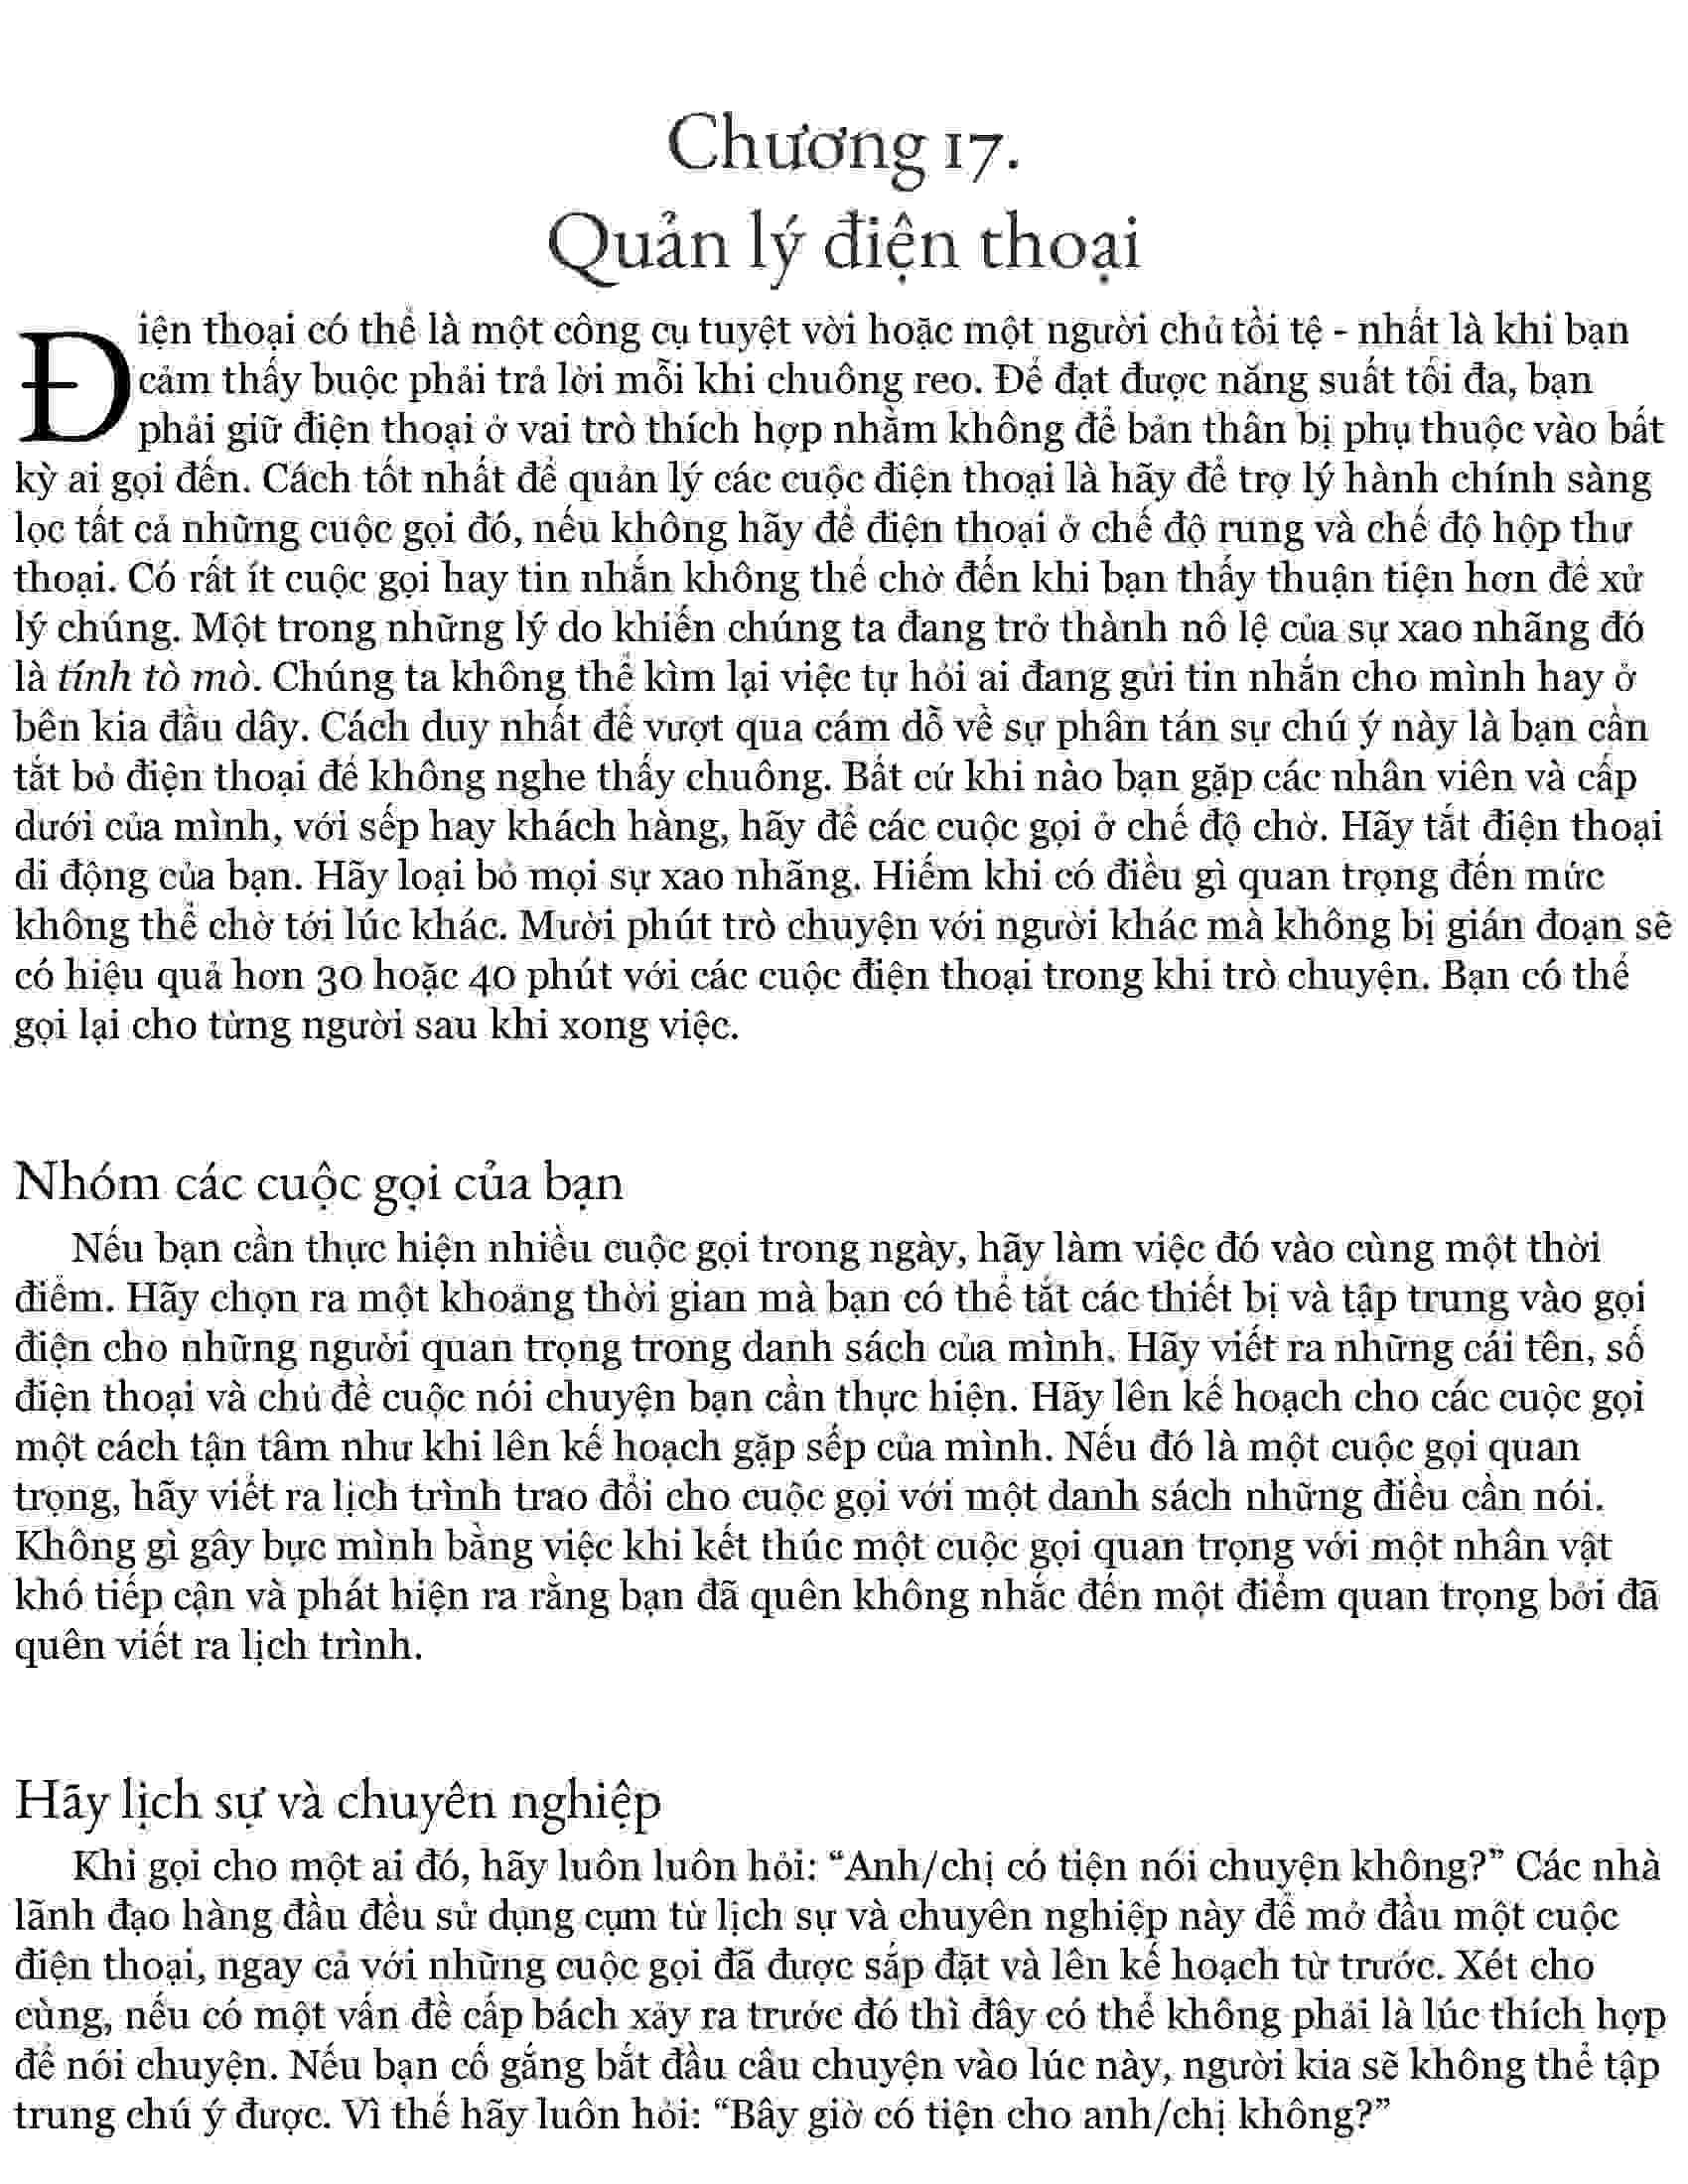 Chương 17.
Quản lý điện thoại
Điện thoại có thể là một công cụ tuyệt vời hoặc một người chủ tồi tệ - nhất là khi bạn
cảm thấy buộc phải trả lời mỗi khi chuông reo. Để đạt được năng suất tối đa, bạn
phải giữ điện thoại ở vai trò thích hợp nhằm không để bản thân bị phụ thuộc vào bất
kỳ ai gọi đến. Cách tốt nhất để quản lý các cuộc điện thoại là hãy để trợ lý hành chính sàng
lọc tất cả những cuộc gọi đó, nếu không hãy để điện thoại ở chế độ rung và chế độ hộp thư
thoại. Có rất ít cuộc gọi hay tin nhắn không thể chờ đến khi bạn thấy thuận tiện hơn để xử
lý chúng. Một trong những lý do khiến chúng ta đang trở thành nô lệ của sự xao nhãng đó
là tính tò mò. Chúng ta không thể kìm lại việc tự hỏi ai đang gửi tin nhắn cho mình hay ở
bên kia đầu dây. Cách duy nhất để vượt qua cám dỗ về sự phân tán sự chú ý này là bạn cần
tắt bỏ điện thoại để không nghe thấy chuông. Bất cứ khi nào bạn gặp các nhân viên và cấp
dưới của mình, với sếp hay khách hàng, hãy để các cuộc gọi ở chế độ chờ. Hãy tắt điện thoại
di động của bạn. Hãy loại bỏ mọi sự xao nhãng. Hiếm khi có điều gì quan trọng đến mức
không thể chờ tới lúc khác. Mười phút trò chuyện với người khác mà không bị gián đoạn sẽ
có hiệu quả hơn 30 hoặc 40 phút với các cuộc điện thoại trong khi trò chuyện. Bạn có thể
gọi lại cho từng người sau khi xong việc.
Nhóm các cuộc gọi của bạn
Nếu bạn cần thực hiện nhiều cuộc gọi trong ngày, hãy làm việc đó vào cùng một thời
điểm. Hãy chọn ra một khoảng thời gian mà bạn có thể tắt các thiết bị và tập trung vào gọi
điện cho những người quan trọng trong danh sách của mình. Hãy viết ra những cái tên, số
điện thoại và chủ đề cuộc nói chuyện bạn cần thực hiện. Hãy lên kế hoạch cho các cuộc gọi
một cách tận tâm như khi lên kế hoạch gặp sếp của mình. Nếu đó là một cuộc gọi quan
trọng, hãy viết ra lịch trình trao đổi cho cuộc gọi với một danh sách những điều cần nói.
Không gì gây bực mình bằng việc khi kết thúc một cuộc gọi quan trọng với một nhân vật
khó tiếp cận và phát hiện ra rằng bạn đã quên không nhắc đến một điểm quan trọng bởi đã
quên viết ra lịch trình.
Hãy lịch sự và chuyên nghiệp
Khi gọi cho một ai đó, hãy luôn luôn hỏi: “Anh/chị có tiện nói chuyện không?” Các nhà
lãnh đạo hàng đầu đều sử dụng cụm từ lịch sự và chuyên nghiệp này để mở đầu một cuộc
điện thoại, ngay cả với những cuộc gọi đã được sắp đặt và lên kế hoạch từ trước. Xét cho
cùng, nếu có một vấn đề cấp bách xảy ra trước đó thì đây có thể không phải là lúc thích hợp
để nói chuyện. Nếu bạn cố gắng bắt đầu câu chuyện vào lúc này, người kia sẽ không thể tập
trung chú ý được. Vì thế hãy luôn hỏi: “Bây giờ có tiện cho anh/chị không?”